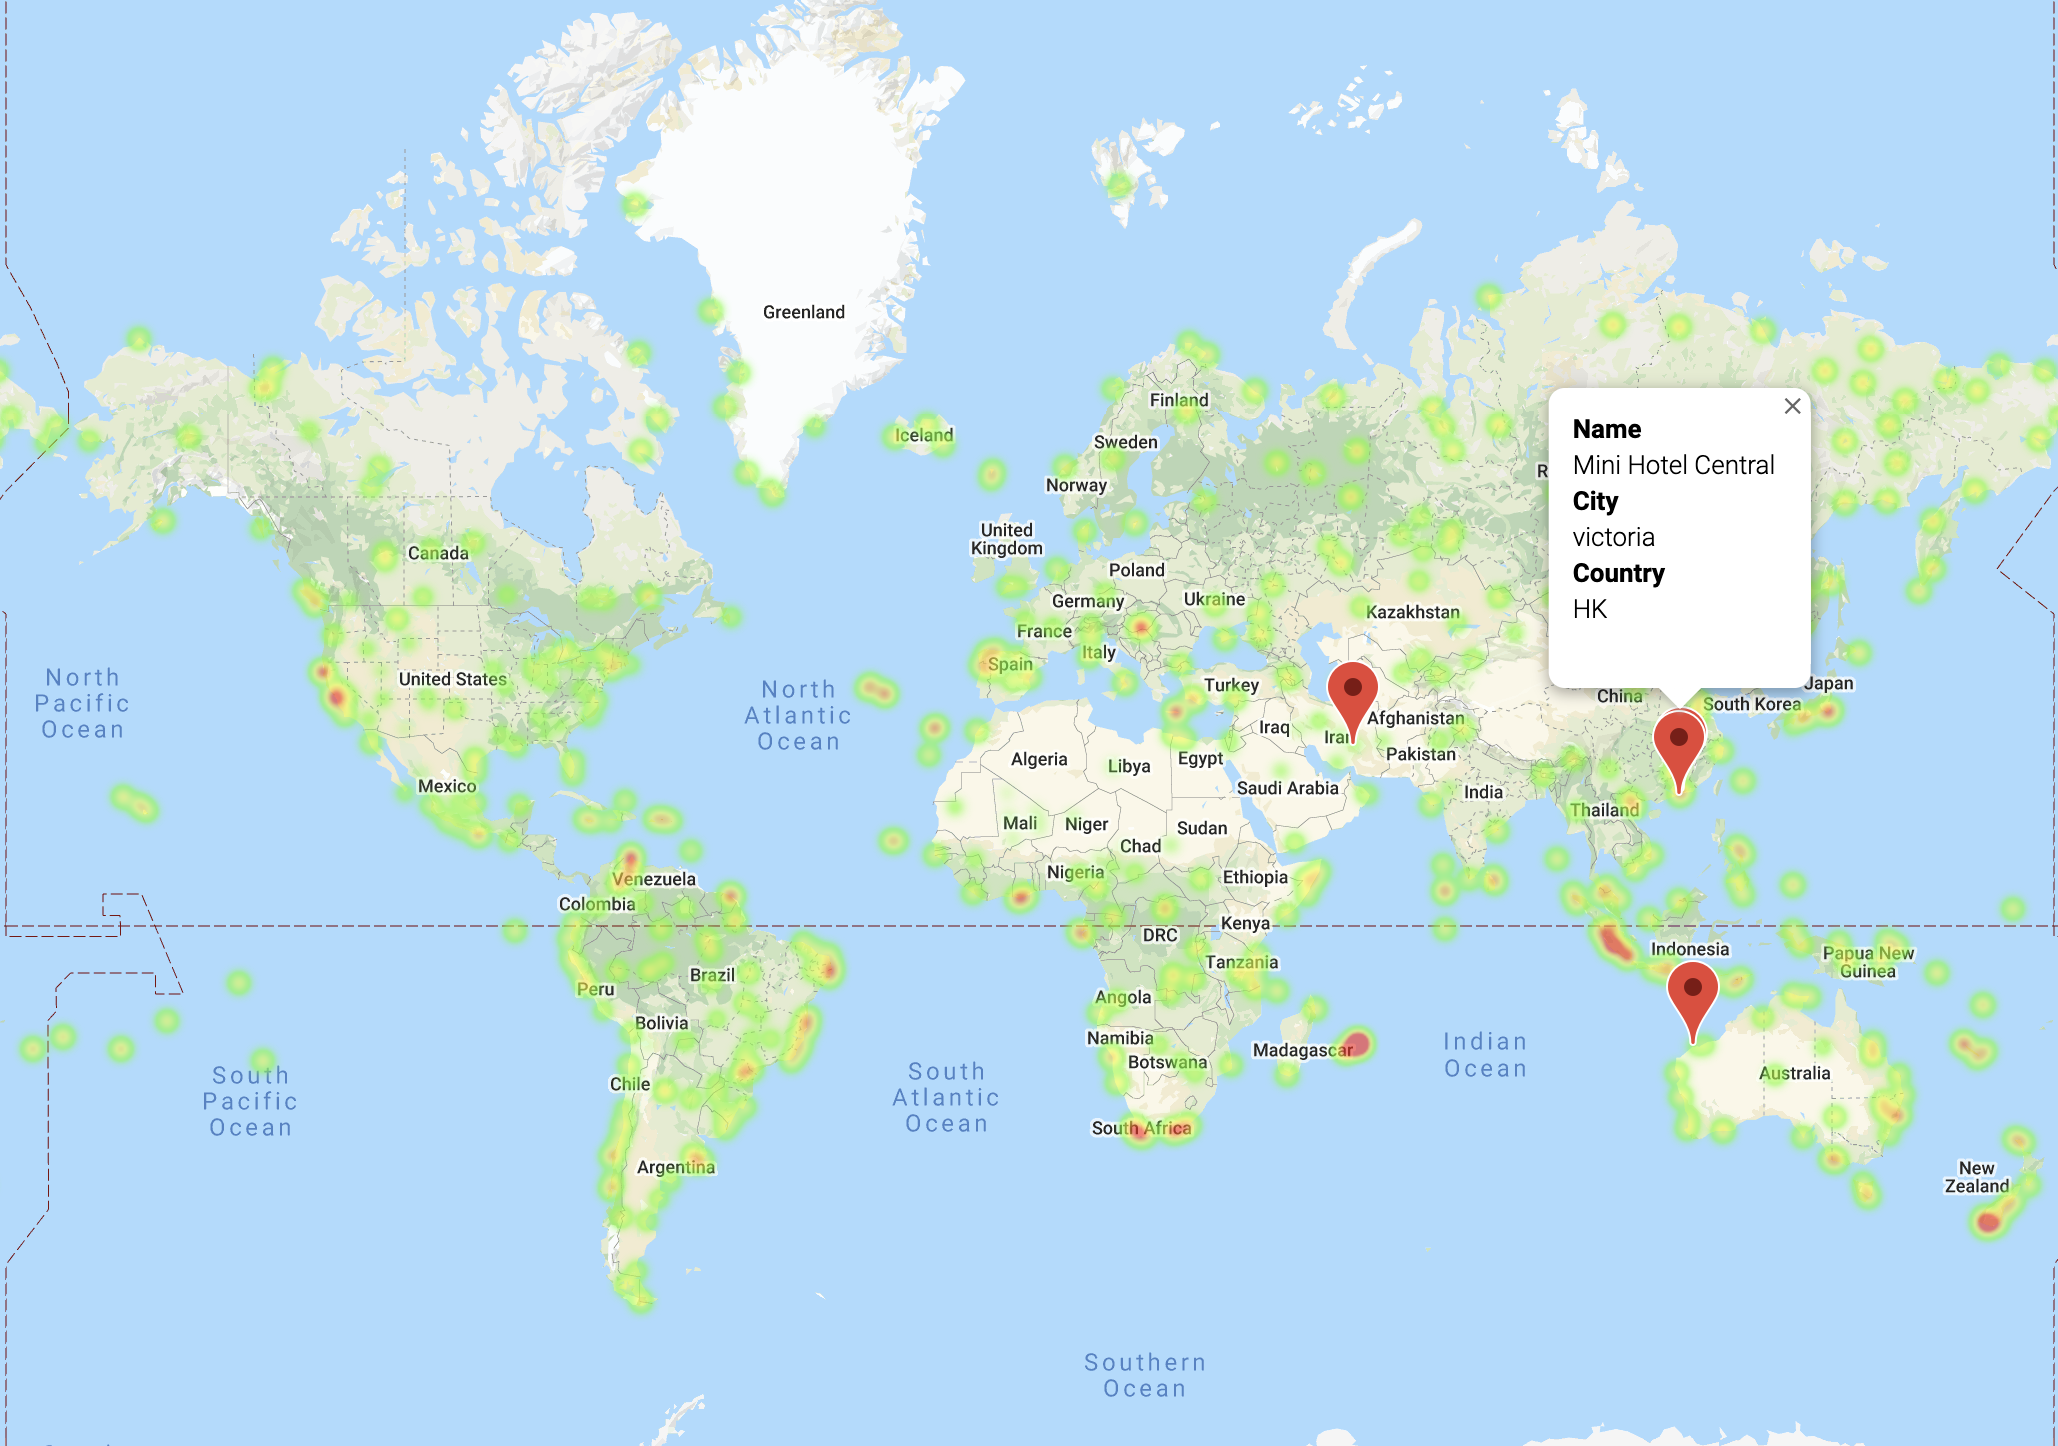 Greenland
Iceland
Finland
Sweden
Norway
R
United
Kingdom
Poland
Germany
Ukraine
France
Italy
Spain
Turkey
Kazakhstan
Canada
United States
Mexico
North
Pacific
Ocean
North
Atlantic
Ocean
Name
Mini Hotel Central
City
victoria
Country
HK
China
Japan
South Korea
Afghanistan
Iraq
Iran
Pakistan
Algeria
Libya
Egypt
Saudi Arabia
India
Thailand
Mali
Niger
Sudan
Chad
Nigeria
Ethiopia
Venezuela
Colombia
Kenya
DRC
Tanzania
Indonesia
Papua New
Guinea
Brazil
Peru
Angola
Bolivia
Namibia
Botswana
Madagascar
Indian
Ocean
Australia
Chile
South
Pacific
Ocean
South
Atlantic
Ocean
South Africa
Argentina
New
Zealand
Southern
Ocean